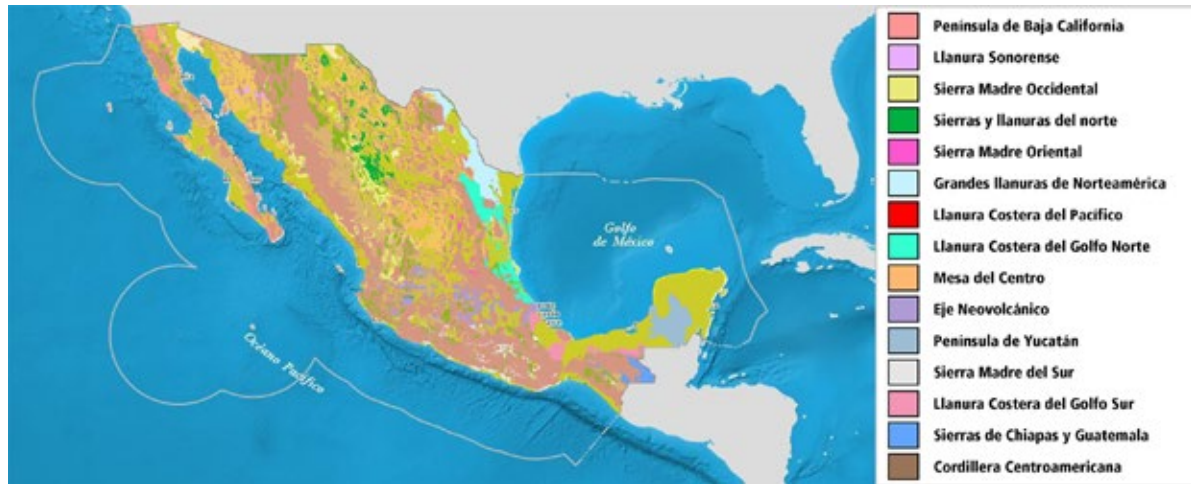 Península de Baja California
Llanura Sonorense
Sierra Madre Occidental
Sierras y llanuras del norte
Sierra Madre Oriental
Grandes llanuras de Norteamérica
Llanura Costera del Pacífico
Llanura Costera del Golfo Norte
Mesa del Centro
Eje Neovolcánico
Península de Yucatán
Sierra Madre del Sur
Llanura Costera del Golfo Sur
Sierras de Chiapas y Guatemala
Cordillera Centroamericana
Golfo
de México
Océano Pacífico